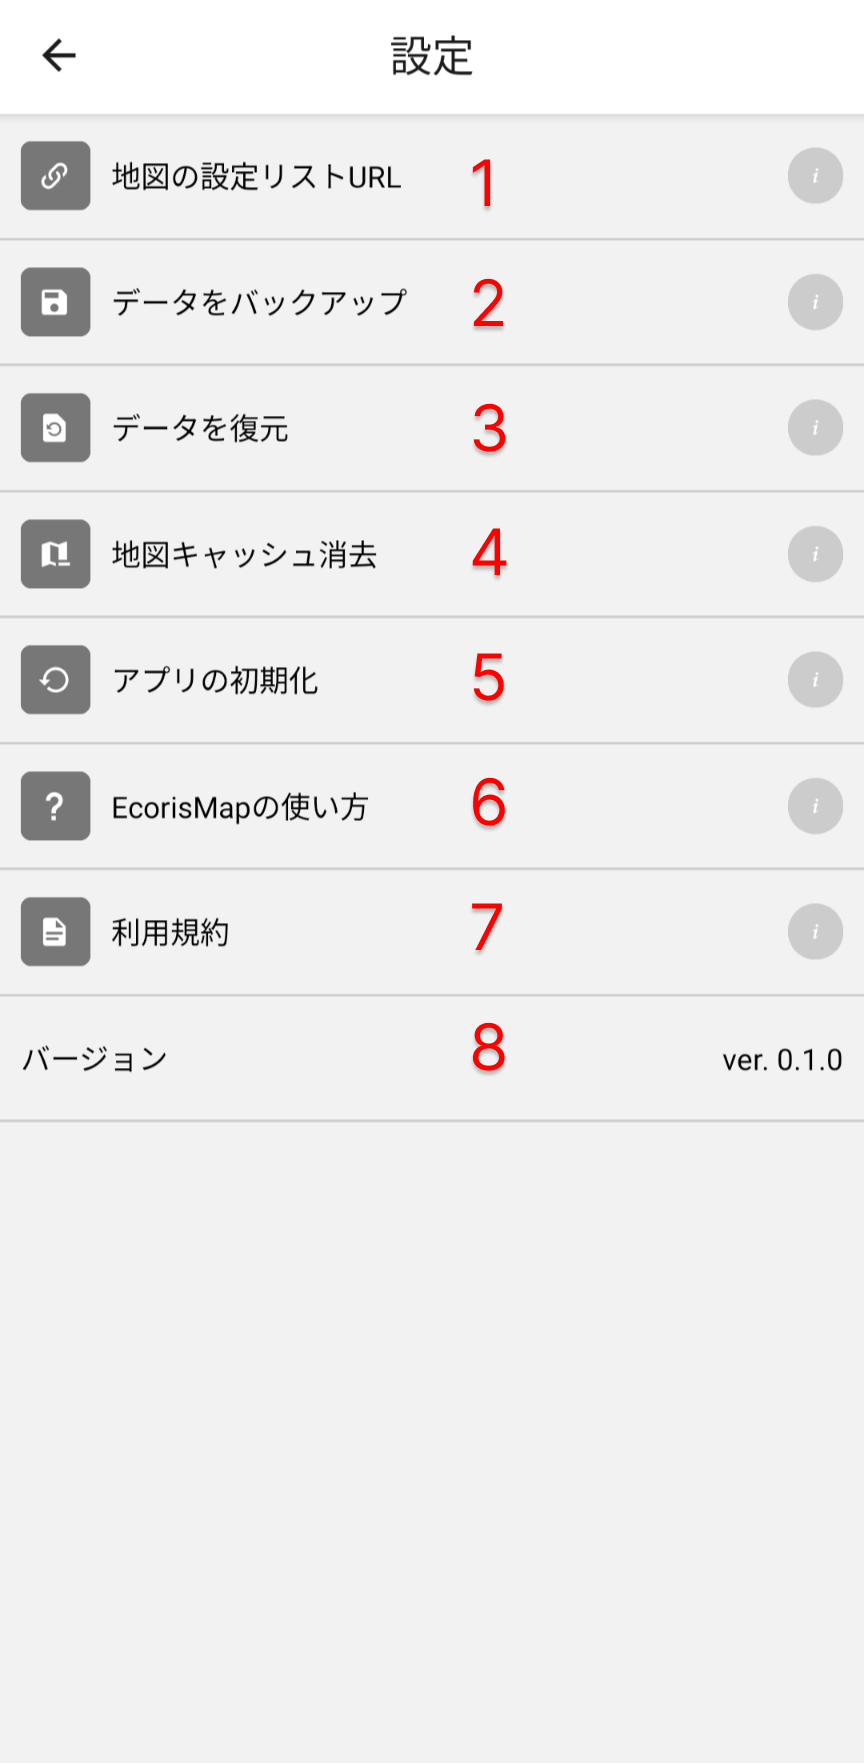 設定
地図の設定リストURL 1
データをバックアップ 2
データを復元 3
地図キャッシュ消去 4
アプリの初期化 5
EcorisMapの使い方 6
利用規約 7
バージョン 8 ver. 0.1.0